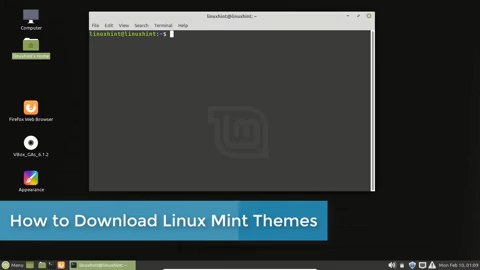 linuxhint@linuxhint: ~
File Edit View Search Terminal Help
linuxhint@linuxhint:~$
Computer
linuxhint's Home
Firefox Web Browser
VBox_GAs_6.1.2
Appearance
How to Download Linux Mint Themes
Menu
linuxhint@linuxhint: ~
Mon Feb 10, 01:09